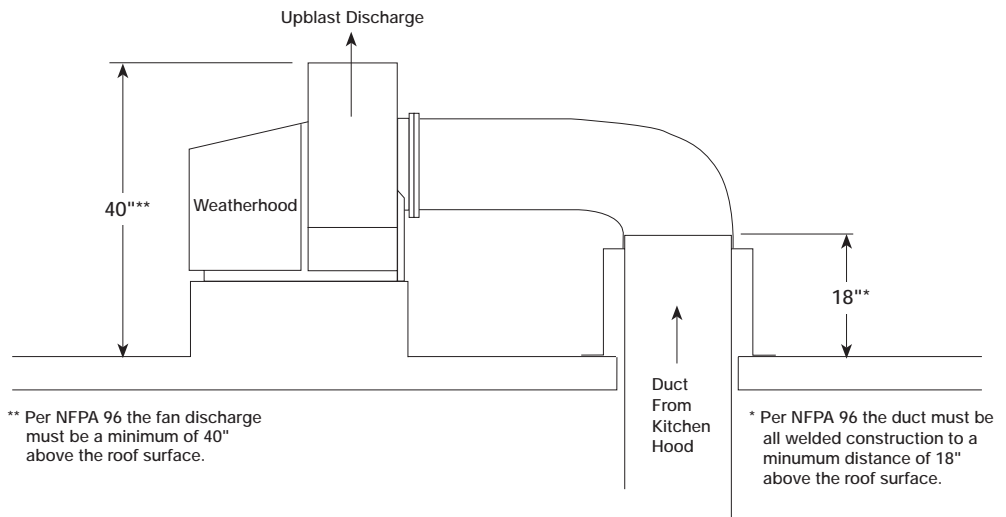 Upblast Discharge
40"**
Weatherhood
18"*
Duct
From
Kitchen
Hood
** Per NFPA 96 the fan discharge
must be a minimum of 40"
above the roof surface.
* Per NFPA 96 the duct must be
all welded construction to a
minumum distance of 18"
above the roof surface.